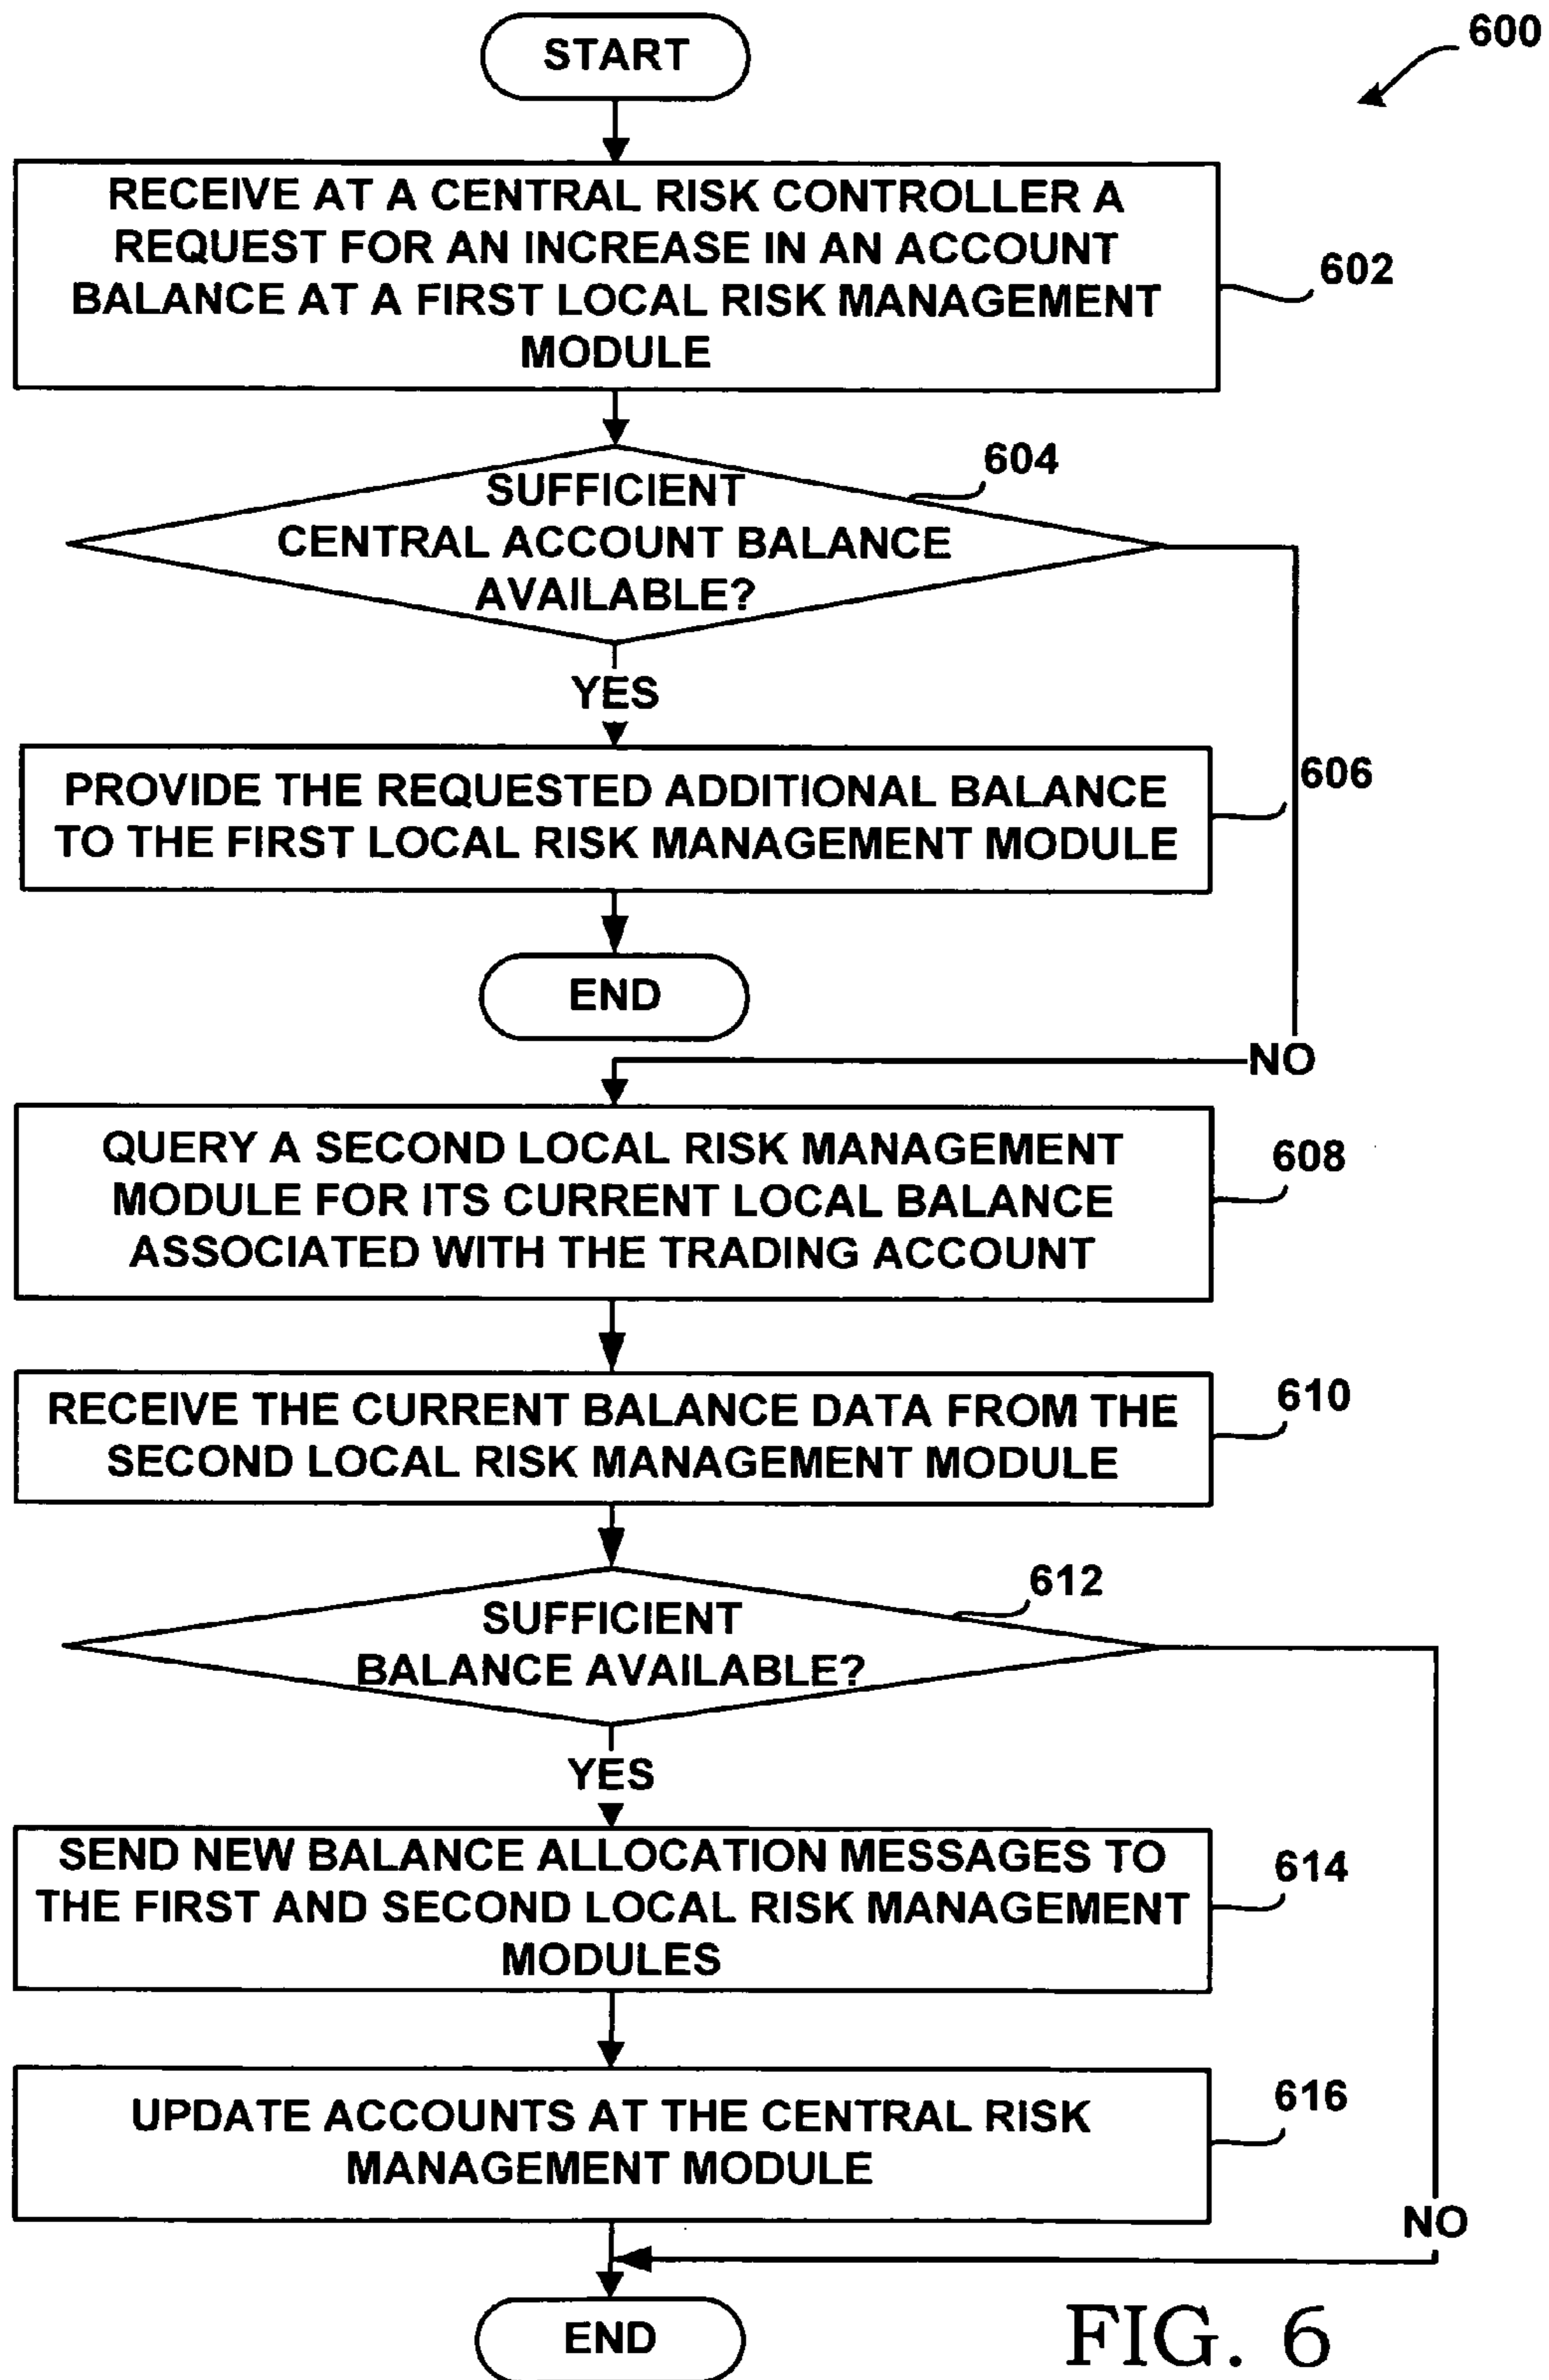 START
600
RECEIVE AT A CENTRAL RISK CONTROLLER A
REQUEST FOR AN INCREASE IN AN ACCOUNT
BALANCE AT A FIRST LOCAL RISK MANAGEMENT
MODULE
602
604
SUFFICIENT
CENTRAL ACCOUNT BALANCE
AVAILABLE?
YES
PROVIDE THE REQUESTED ADDITIONAL BALANCE
TO THE FIRST LOCAL RISK MANAGEMENT MODULE
606
END
NO
QUERY A SECOND LOCAL RISK MANAGEMENT
MODULE FOR ITS CURRENT LOCAL BALANCE
ASSOCIATED WITH THE TRADING ACCOUNT
608
RECEIVE THE CURRENT BALANCE DATA FROM THE
SECOND LOCAL RISK MANAGEMENT MODULE
610
612
SUFFICIENT
BALANCE AVAILABLE?
YES
SEND NEW BALANCE ALLOCATION MESSAGES TO
THE FIRST AND SECOND LOCAL RISK MANAGEMENT
MODULES
614
UPDATE ACCOUNTS AT THE CENTRAL RISK
MANAGEMENT MODULE
616
NO
END
FIG. 6